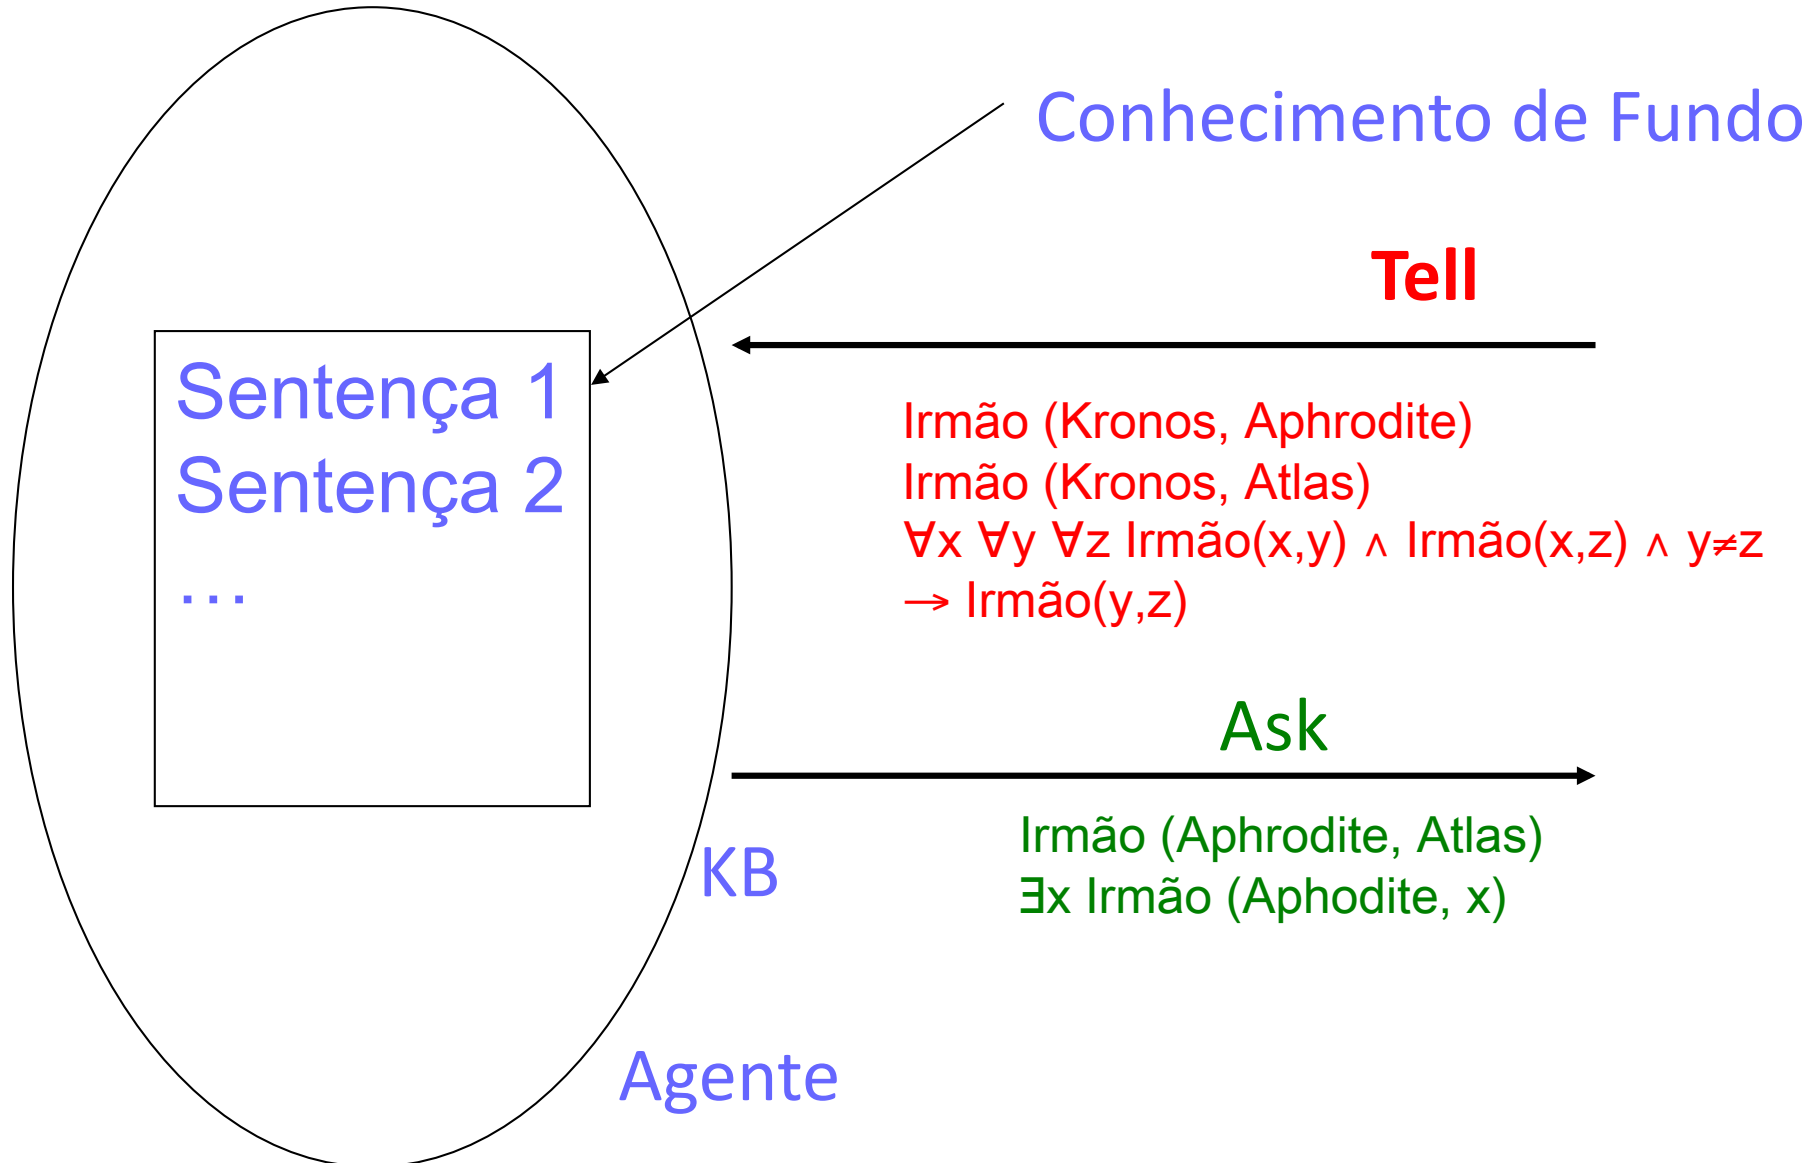 Conhecimento de Fundo
Tell
Sentença 1
Sentença 2
...
Irmão (Kronos, Aphrodite)
Irmão (Kronos, Atlas)
∀x ∀y ∀z Irmão(x,y) ∧ Irmão(x,z) ∧ y≠z
→ Irmão(y,z)
Ask
Irmão (Aphrodite, Atlas)
∃x Irmão (Aphodite, x)
KB
Agente